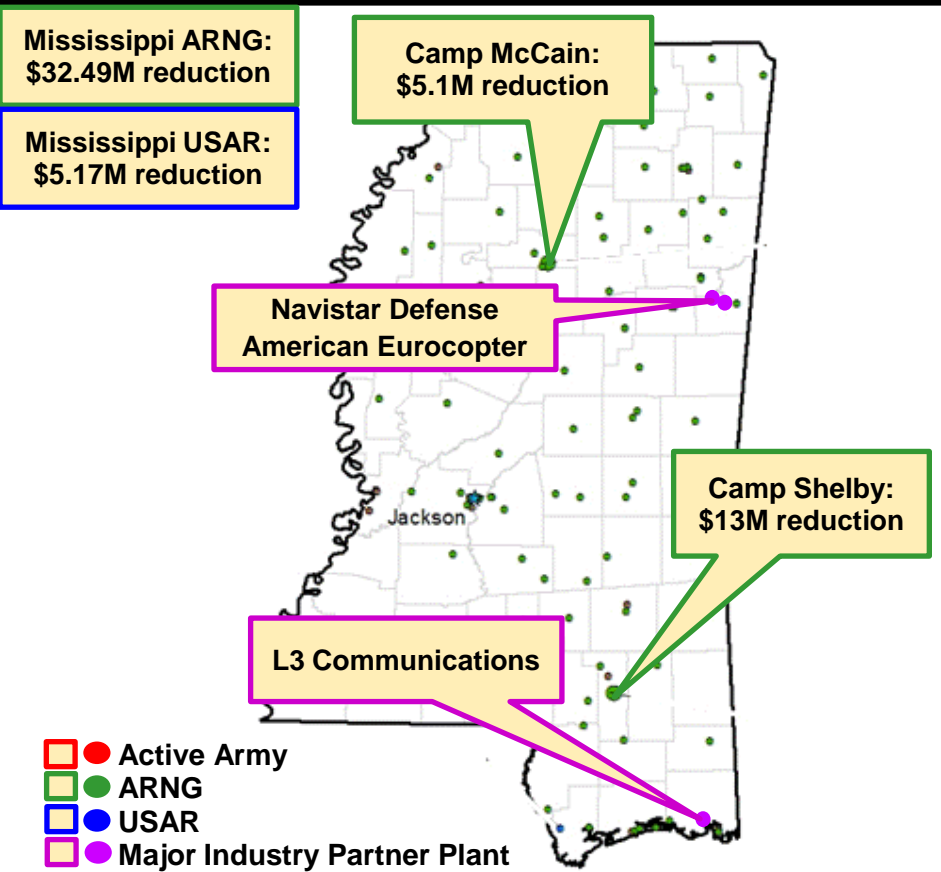 Mississippi ARNG:
$32.49M reduction
Mississippi USAR:
$5.17M reduction
Camp McCain:
$5.1M reduction
Navistar Defense
American Eurocopter
Camp Shelby:
$13M reduction
Jackson
L3 Communications
Active Army
ARNG
USAR
Major Industry Partner Plant